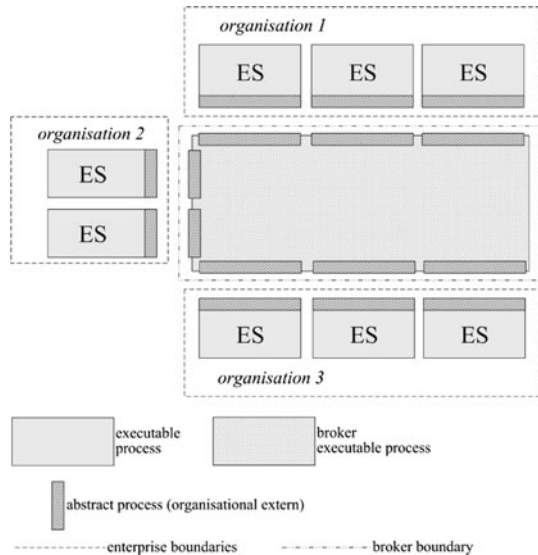 organisation 1
ES ES ES
organisation 2
ES
ES
ES ES ES
organisation 3
executable
process
broker
executable process
abstract process (organisational extern)
enterprise boundaries
broker boundary